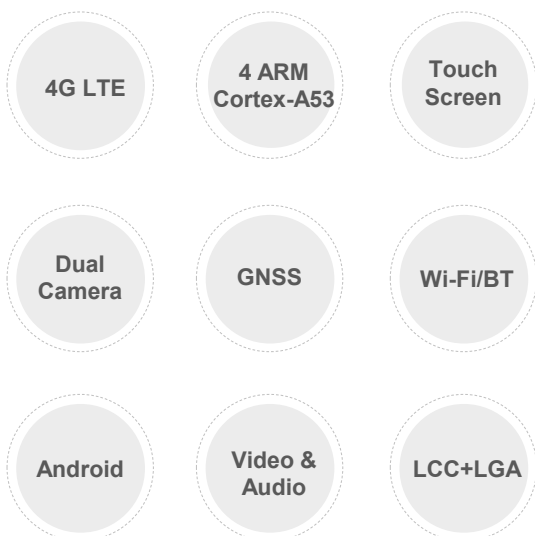 4G LTE
4 ARM
Cortex-A53
Touch
Screen
Dual
Camera
GNSS
Wi-Fi/BT
Android
Video &
Audio
LCC+LGA